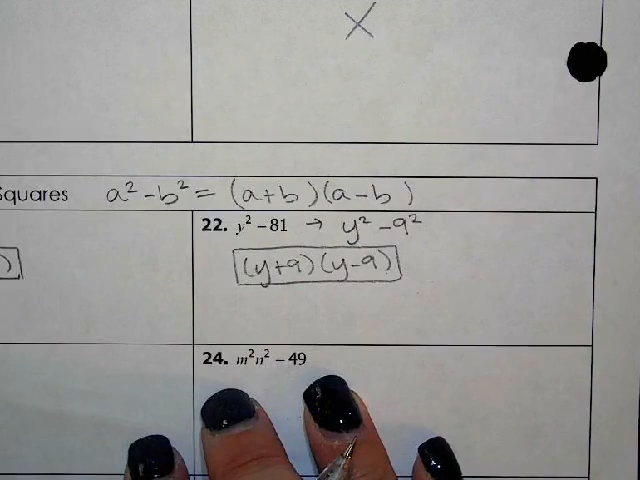 X
Squares a² - b² = (a+b)(a-b)
22. y² - 81 → y² - 9²
)
(y+9)(y-9)
24. m²n² - 49